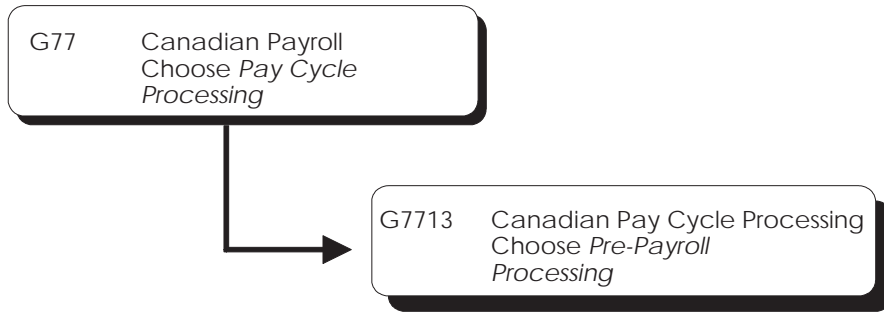 G77 Canadian Payroll
Choose Pay Cycle
Processing
G7713 Canadian Pay Cycle Processing
Choose Pre-Payroll
Processing